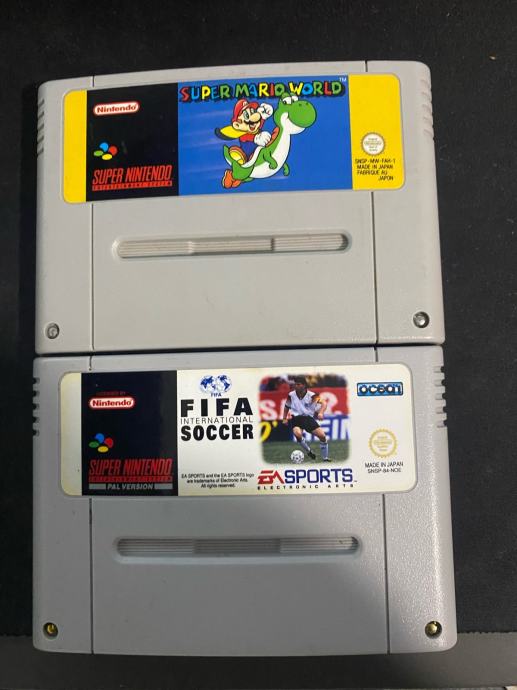 SUPER MARIO WORLD™
Nintendo
SUPER NINTENDO
ENTERTAINMENT SYSTEM
SNSP-MW-FAH-1
MADE IN JAPAN
FABRIQUE AU
JAPON
Nintendo
SUPER NINTENDO
ENTERTAINMENT SYSTEM
PAL VERSION
FIFA
FIFA
INTERNATIONAL
SOCCER
EA SPORTS and the EA SPORTS logo
are trademarks of Electronic Arts.
All rights reserved.
ocean
EA SPORTS
ELECTRONIC ARTS
MADE IN JAPAN
SNSP-84-NOE